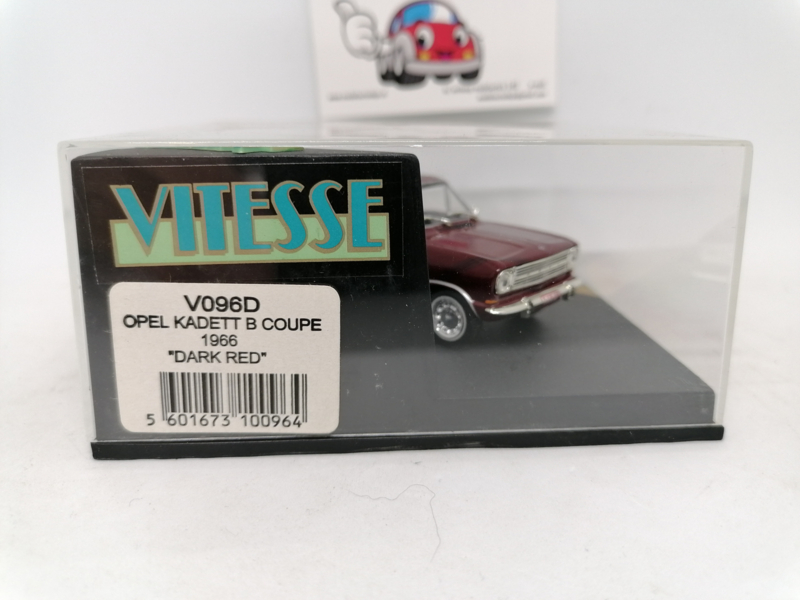 VITESSE
V096D
OPEL KADETT B COUPE
1966
"DARK RED"
5 601673 100964